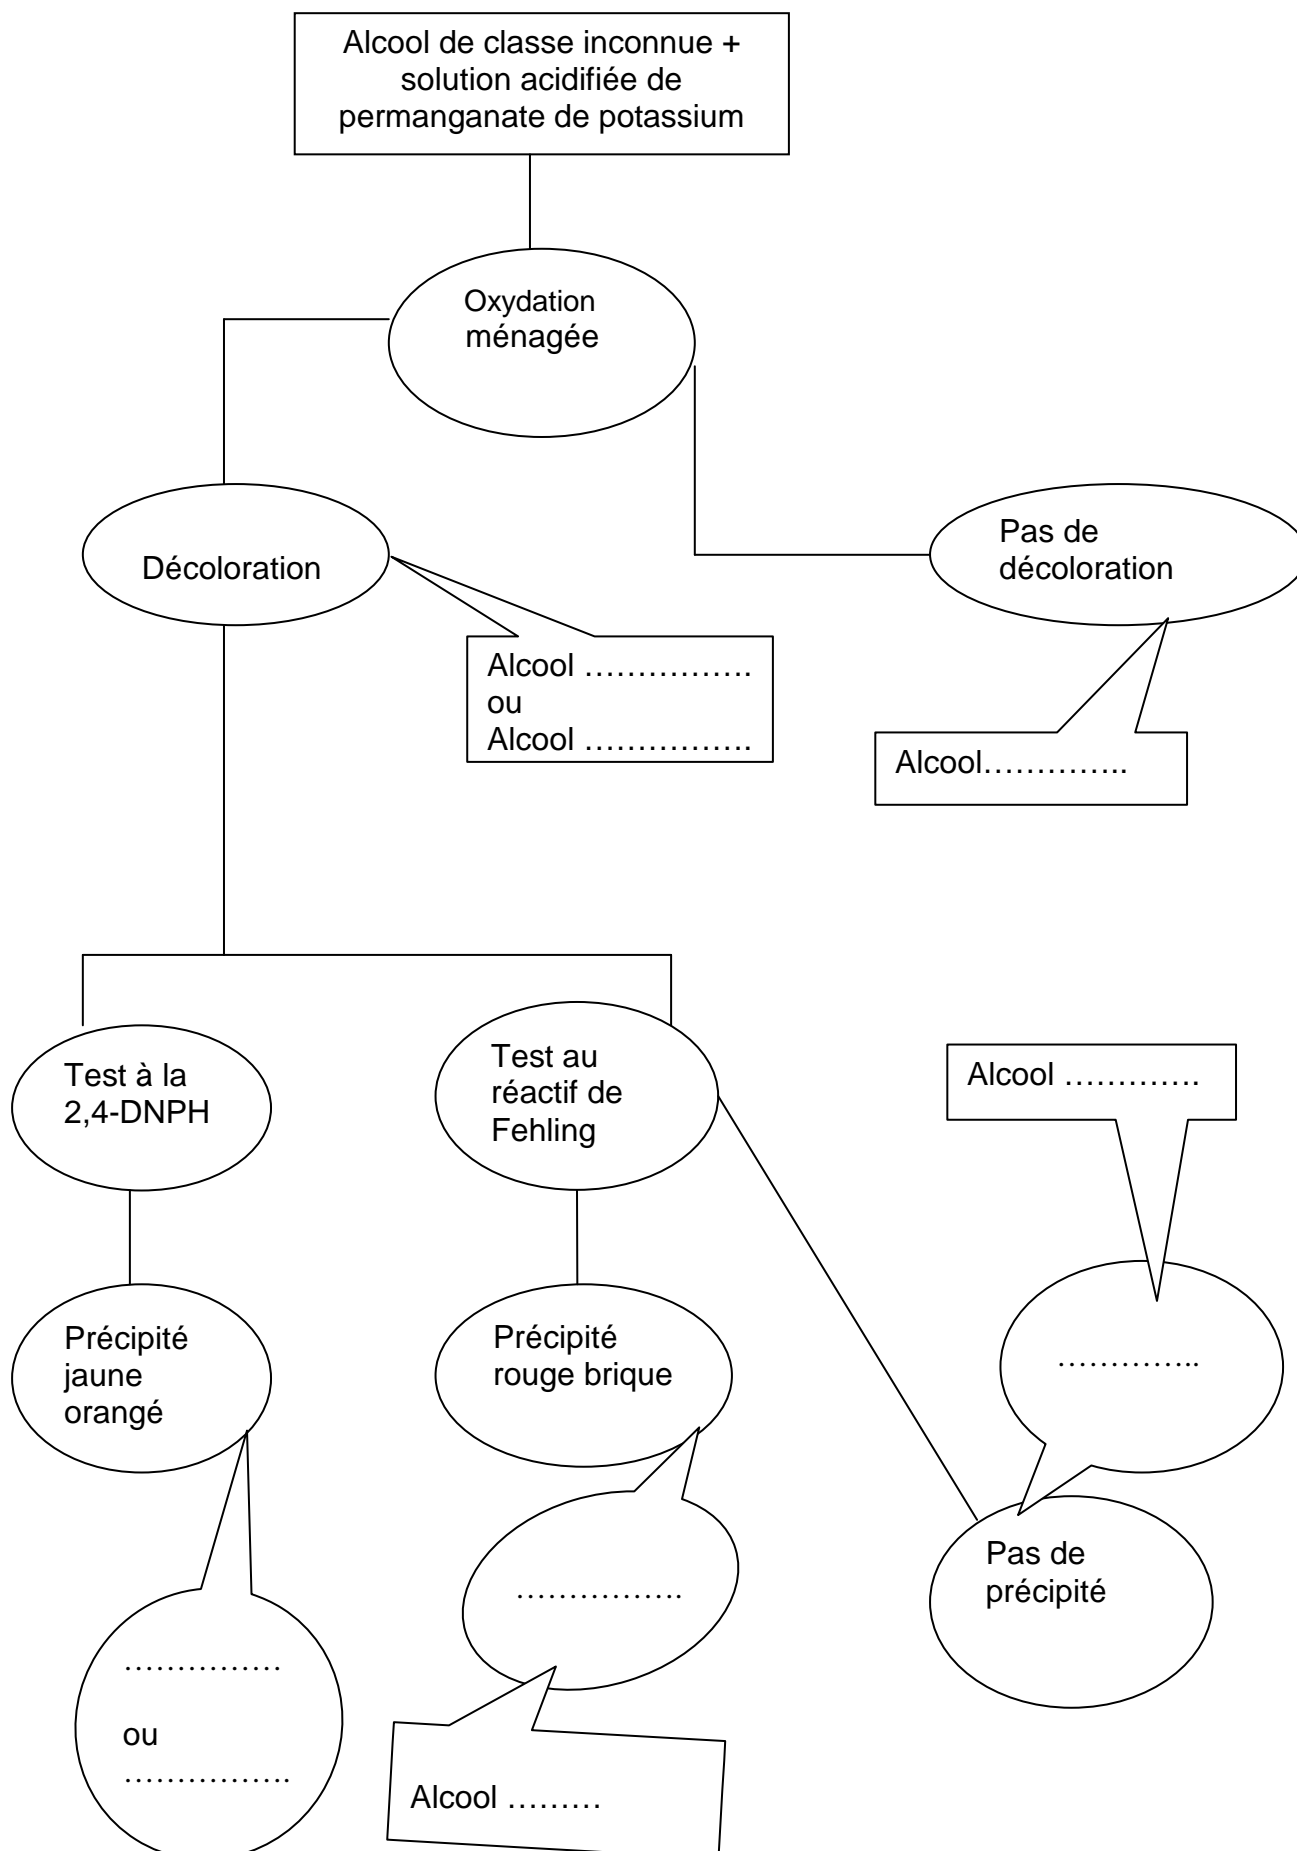 Alcool de classe inconnue +
solution acidifiée de
permanganate de potassium
Oxydation
ménagée
Décoloration
Pas de
décoloration
Alcool …………….
ou
Alcool …………….
Alcool…………..
Test à la
2,4-DNPH
Test au
réactif de
Fehling
Alcool ………….
Précipité
jaune
orangé
Précipité
rouge brique
…………..
Pas de
précipité
…………….
……………
ou
…………….
Alcool ………